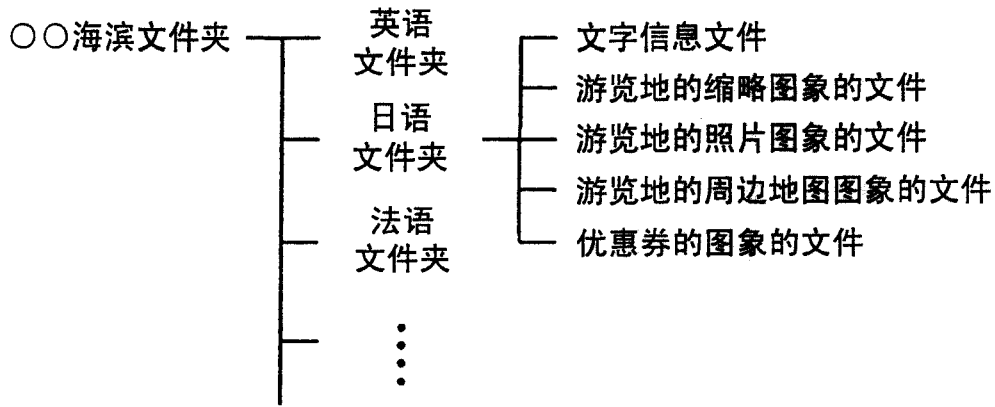 ○○海滨文件夹
英语
文件夹
日语
文件夹
法语
文件夹
文字信息文件
游览地的缩略图象的文件
游览地的照片图象的文件
游览地的周边地图图象的文件
优惠券的图象的文件